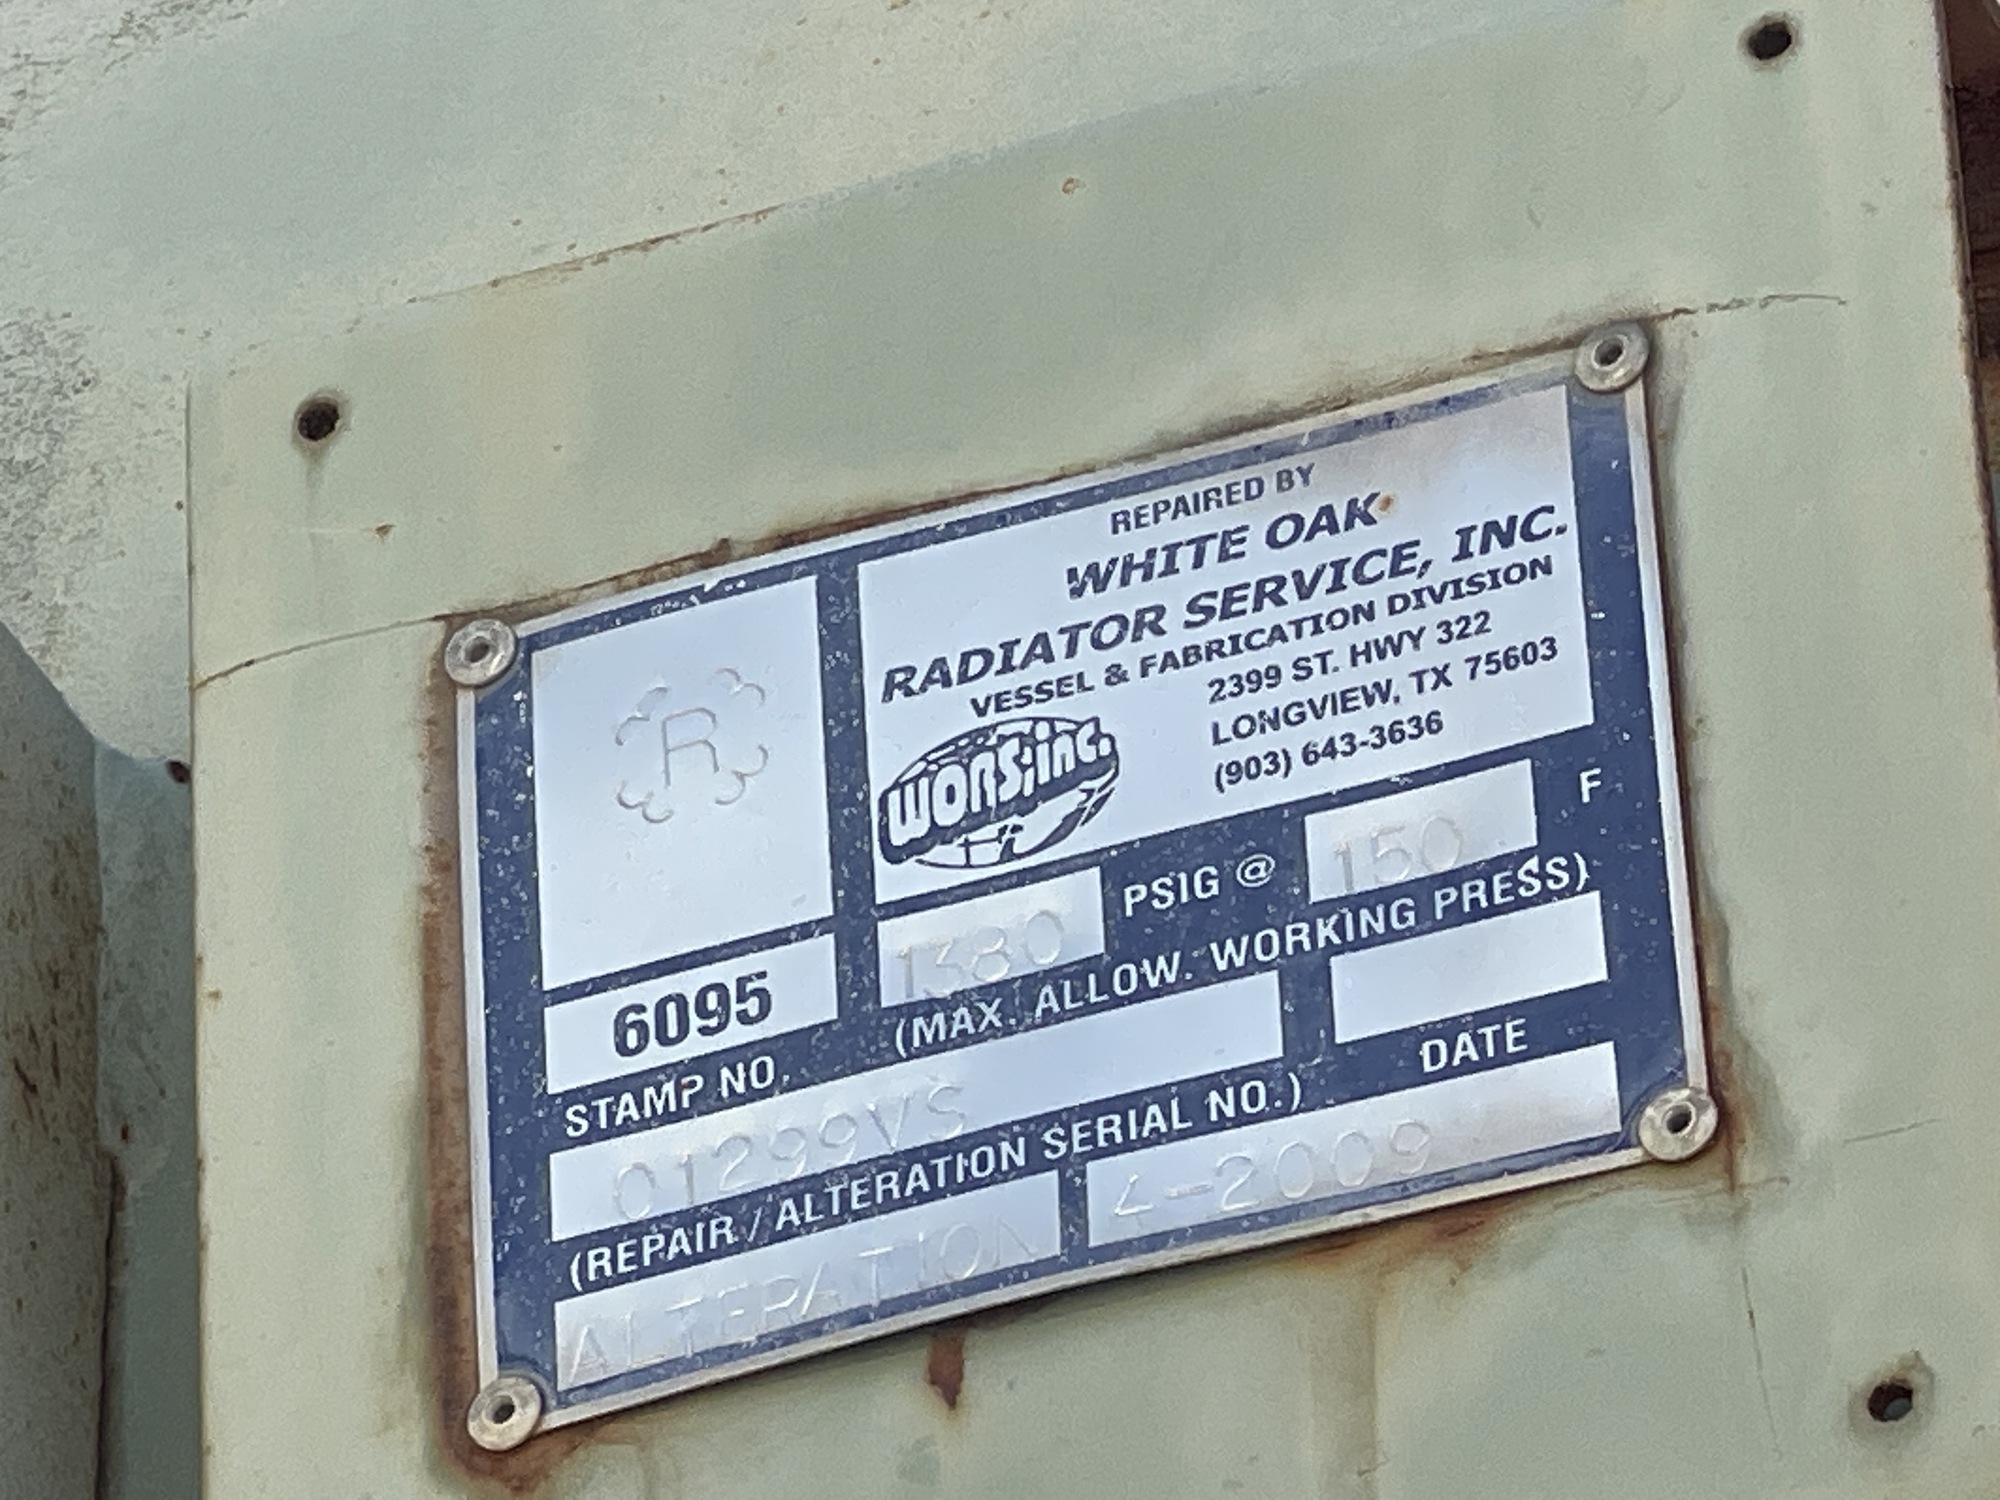 REPAIRED BY
WHITE OAK
RADIATOR SERVICE, INC.
VESSEL & FABRICATION DIVISION
2399 ST. HWY 322
LONGVIEW, TX 75603
(903) 643-3636
WORS, inc.
R
6095
STAMP NO.
1380 PSIG @ 150 F
(MAX. ALLOW. WORKING PRESS)
01299VS
(REPAIR / ALTERATION SERIAL NO.) DATE
ALTERATION 4-2009